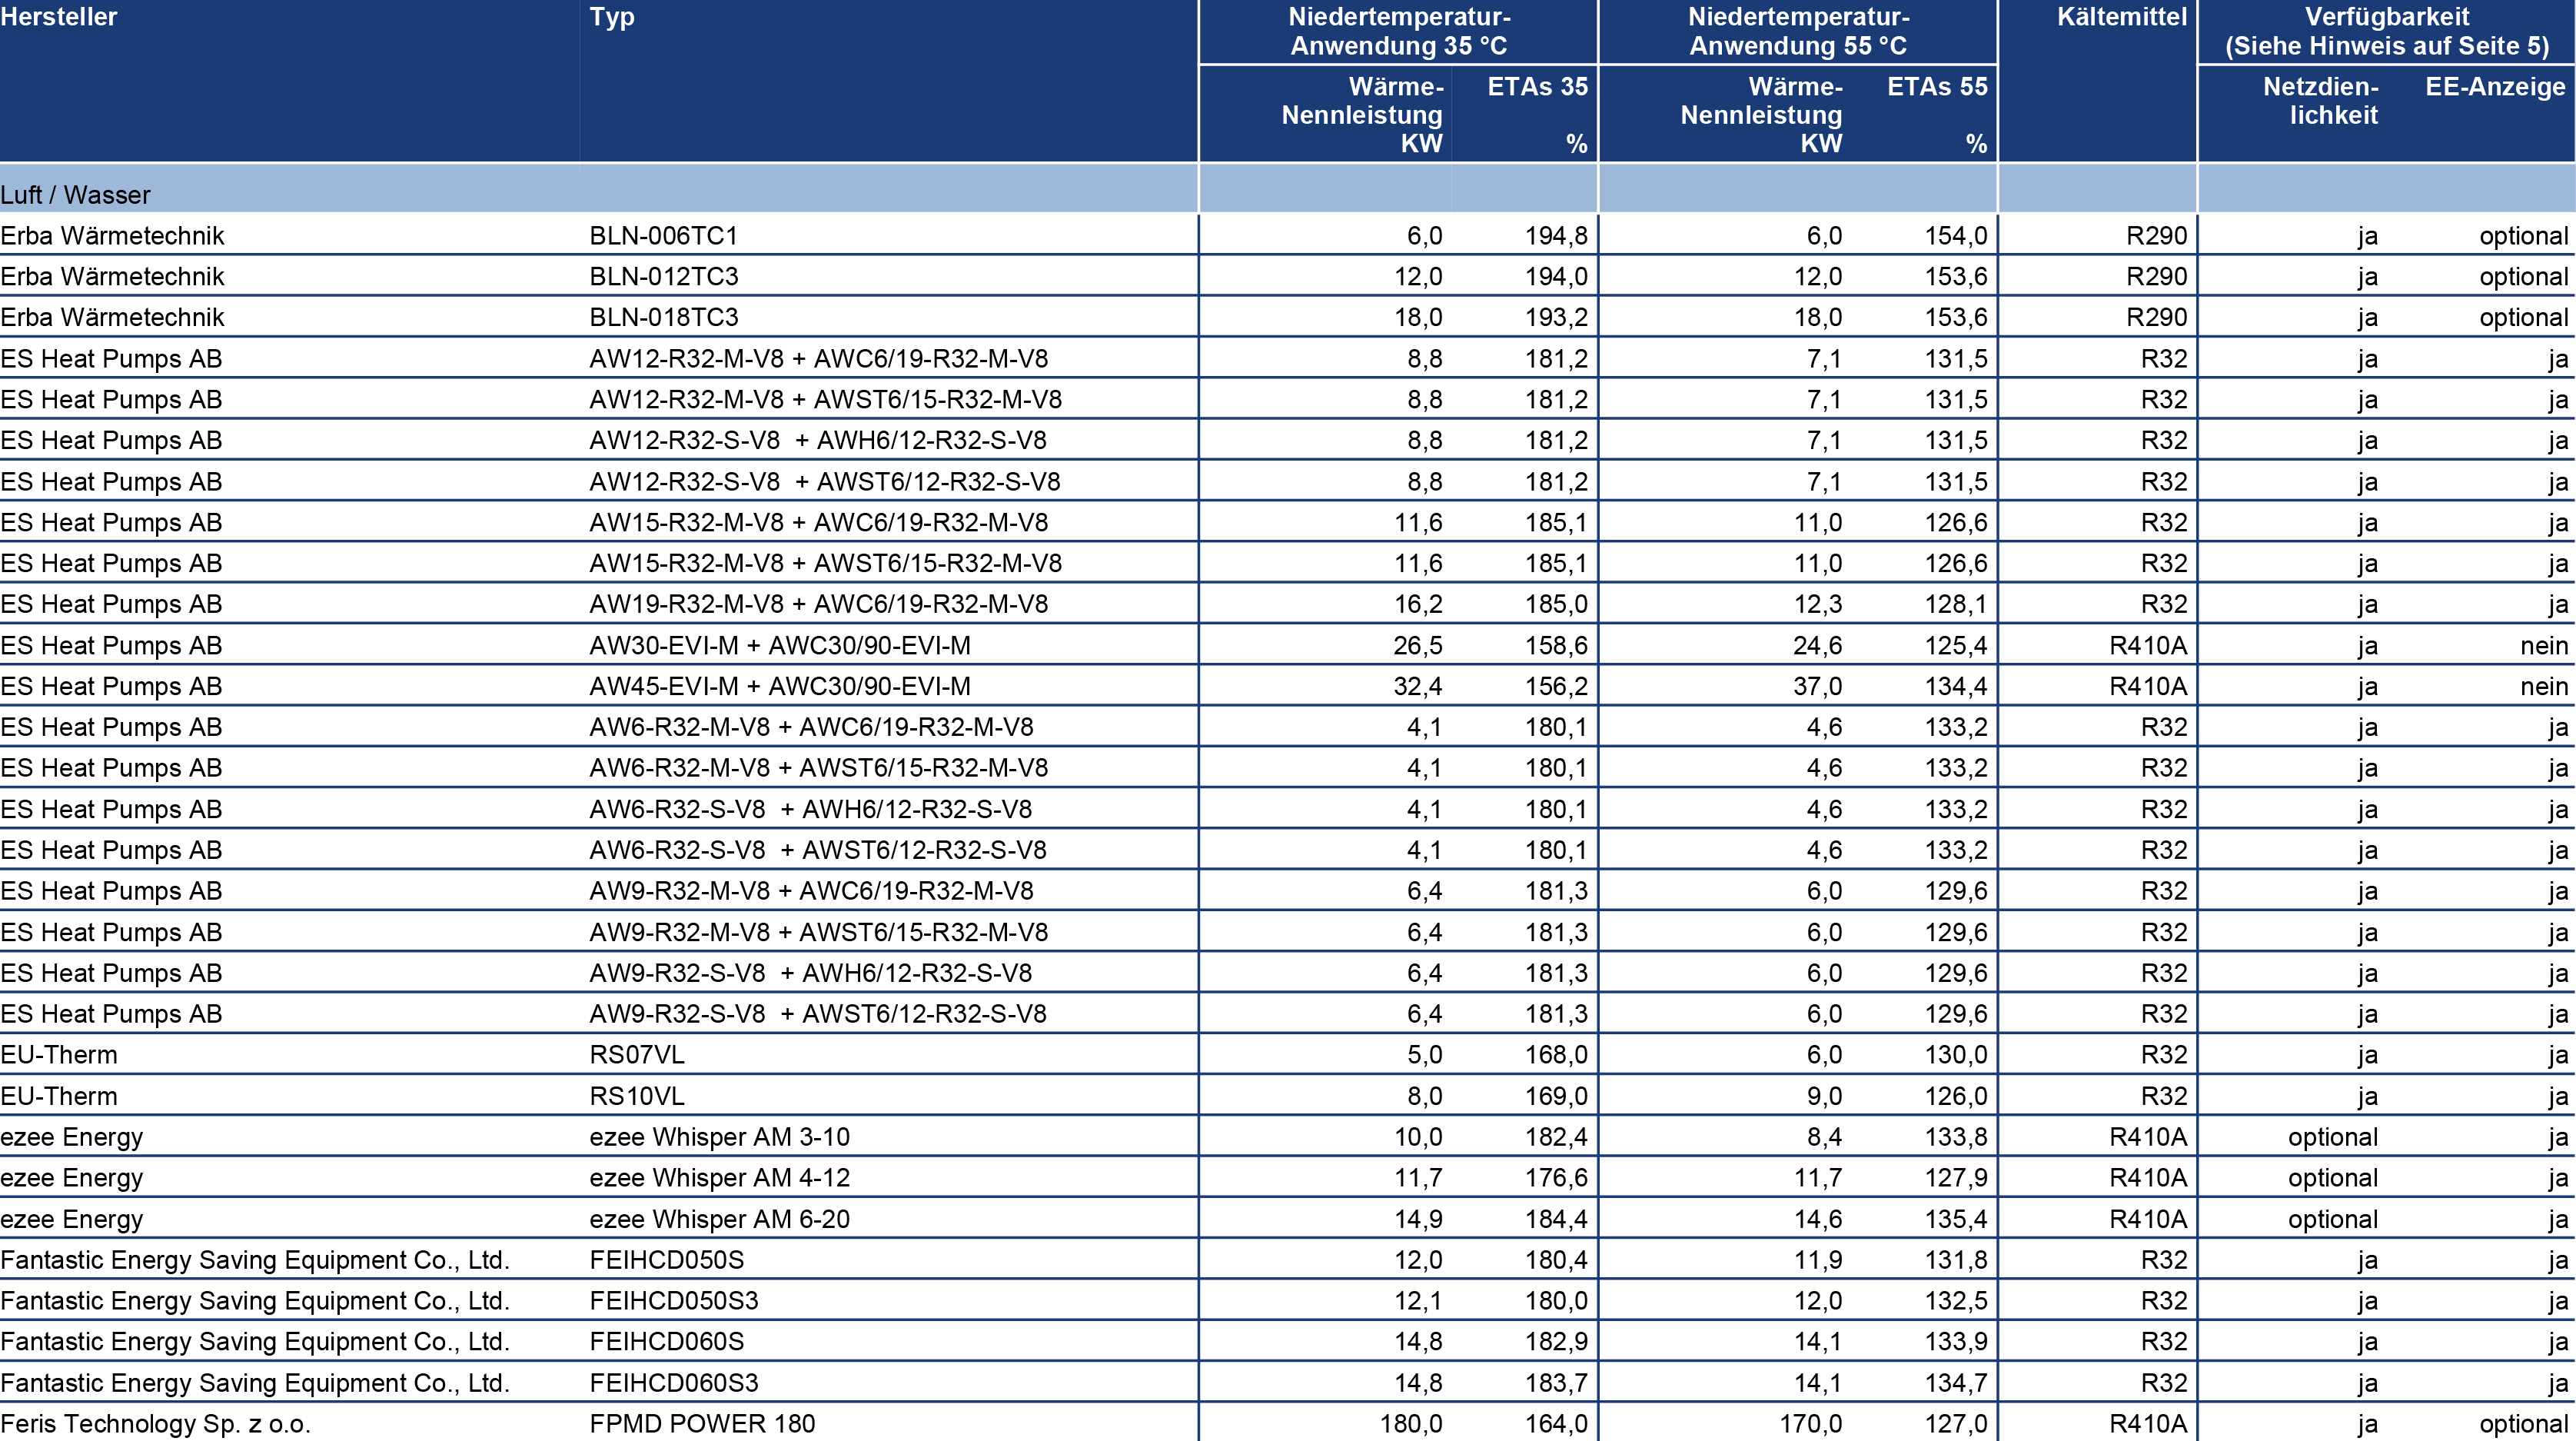 Hersteller Typ Niedertemperatur- Niedertemperatur- Kältemittel Verfügbarkeit
Anwendung 35 °C Anwendung 55 °C (Siehe Hinweis auf Seite 5)
Wärme- ETAs 35 Wärme- ETAs 55 Netzdien- EE-Anzeige
Nennleistung Nennleistung lichkeit
KW % KW %
Luft / Wasser
Erba Wärmetechnik BLN-006TC1 6,0 194,8 6,0 154,0 R290 ja optional
Erba Wärmetechnik BLN-012TC3 12,0 194,0 12,0 153,6 R290 ja optional
Erba Wärmetechnik BLN-018TC3 18,0 193,2 18,0 153,6 R290 ja optional
ES Heat Pumps AB AW12-R32-M-V8 + AWC6/19-R32-M-V8 8,8 181,2 7,1 131,5 R32 ja ja
ES Heat Pumps AB AW12-R32-M-V8 + AWST6/15-R32-M-V8 8,8 181,2 7,1 131,5 R32 ja ja
ES Heat Pumps AB AW12-R32-S-V8 + AWH6/12-R32-S-V8 8,8 181,2 7,1 131,5 R32 ja ja
ES Heat Pumps AB AW12-R32-S-V8 + AWST6/12-R32-S-V8 8,8 181,2 7,1 131,5 R32 ja ja
ES Heat Pumps AB AW15-R32-M-V8 + AWC6/19-R32-M-V8 11,6 185,1 11,0 126,6 R32 ja ja
ES Heat Pumps AB AW15-R32-M-V8 + AWST6/15-R32-M-V8 11,6 185,1 11,0 126,6 R32 ja ja
ES Heat Pumps AB AW19-R32-M-V8 + AWC6/19-R32-M-V8 16,2 185,0 12,3 128,1 R32 ja ja
ES Heat Pumps AB AW30-EVI-M + AWC30/90-EVI-M 26,5 158,6 24,6 125,4 R410A ja nein
ES Heat Pumps AB AW45-EVI-M + AWC30/90-EVI-M 32,4 156,2 37,0 134,4 R410A ja nein
ES Heat Pumps AB AW6-R32-M-V8 + AWC6/19-R32-M-V8 4,1 180,1 4,6 133,2 R32 ja ja
ES Heat Pumps AB AW6-R32-M-V8 + AWST6/15-R32-M-V8 4,1 180,1 4,6 133,2 R32 ja ja
ES Heat Pumps AB AW6-R32-S-V8 + AWH6/12-R32-S-V8 4,1 180,1 4,6 133,2 R32 ja ja
ES Heat Pumps AB AW6-R32-S-V8 + AWST6/12-R32-S-V8 4,1 180,1 4,6 133,2 R32 ja ja
ES Heat Pumps AB AW9-R32-M-V8 + AWC6/19-R32-M-V8 6,4 181,3 6,0 129,6 R32 ja ja
ES Heat Pumps AB AW9-R32-M-V8 + AWST6/15-R32-M-V8 6,4 181,3 6,0 129,6 R32 ja ja
ES Heat Pumps AB AW9-R32-S-V8 + AWH6/12-R32-S-V8 6,4 181,3 6,0 129,6 R32 ja ja
ES Heat Pumps AB AW9-R32-S-V8 + AWST6/12-R32-S-V8 6,4 181,3 6,0 129,6 R32 ja ja
EU-Therm RS07VL 5,0 168,0 6,0 130,0 R32 ja ja
EU-Therm RS10VL 8,0 169,0 9,0 126,0 R32 ja ja
ezee Energy ezee Whisper AM 3-10 10,0 182,4 8,4 133,8 R410A optional ja
ezee Energy ezee Whisper AM 4-12 11,7 176,6 11,7 127,9 R410A optional ja
ezee Energy ezee Whisper AM 6-20 14,9 184,4 14,6 135,4 R410A optional ja
Fantastic Energy Saving Equipment Co., Ltd. FEIHCD050S 12,0 180,4 11,9 131,8 R32 ja ja
Fantastic Energy Saving Equipment Co., Ltd. FEIHCD050S3 12,1 180,0 12,0 132,5 R32 ja ja
Fantastic Energy Saving Equipment Co., Ltd. FEIHCD060S 14,8 182,9 14,1 133,9 R32 ja ja
Fantastic Energy Saving Equipment Co., Ltd. FEIHCD060S3 14,8 183,7 14,1 134,7 R32 ja ja
Feris Technology Sp. z o.o. FPMD POWER 180 180,0 164,0 170,0 127,0 R410A ja optional